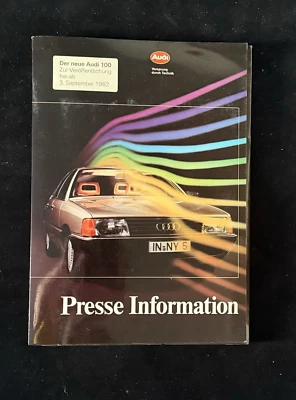 Der neue Audi 100
Zur Veröffentlichung
frei ab
3. September 1982
Audi
Vorsprung
durch Technik
IN-NY 5
Presse Information